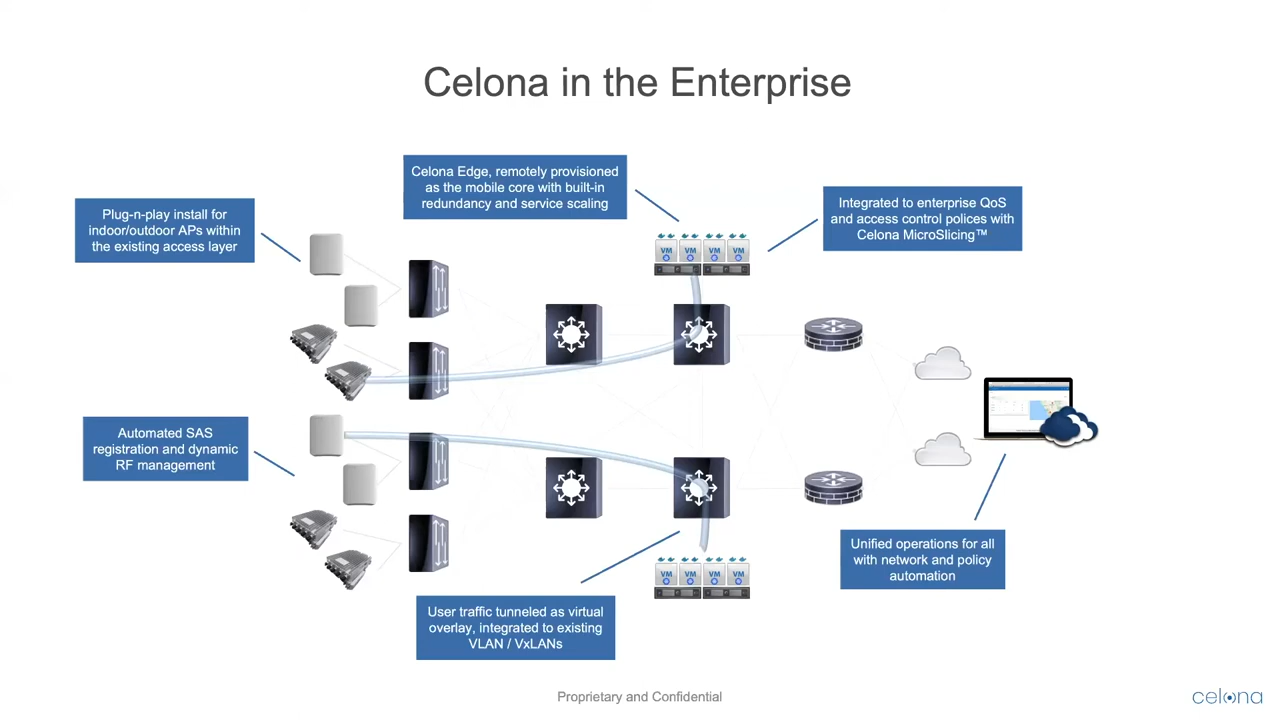 Celona in the Enterprise
Celona Edge, remotely provisioned
as the mobile core with built-in
redundancy and service scaling
Integrated to enterprise QoS
and access control polices with
Celona MicroSlicing™
Plug-n-play install for
indoor/outdoor APs within
the existing access layer
VM VM VM VM
Automated SAS
registration and dynamic
RF management
Unified operations for all
with network and policy
automation
VM VM VM VM
User traffic tunneled as virtual
overlay, integrated to existing
VLAN / VxLANs
Proprietary and Confidential
celona